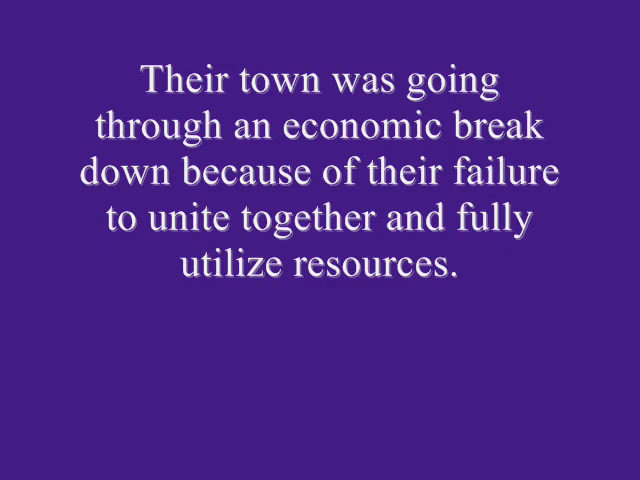 Their town was going
through an economic break
down because of their failure
to unite together and fully
utilize resources.